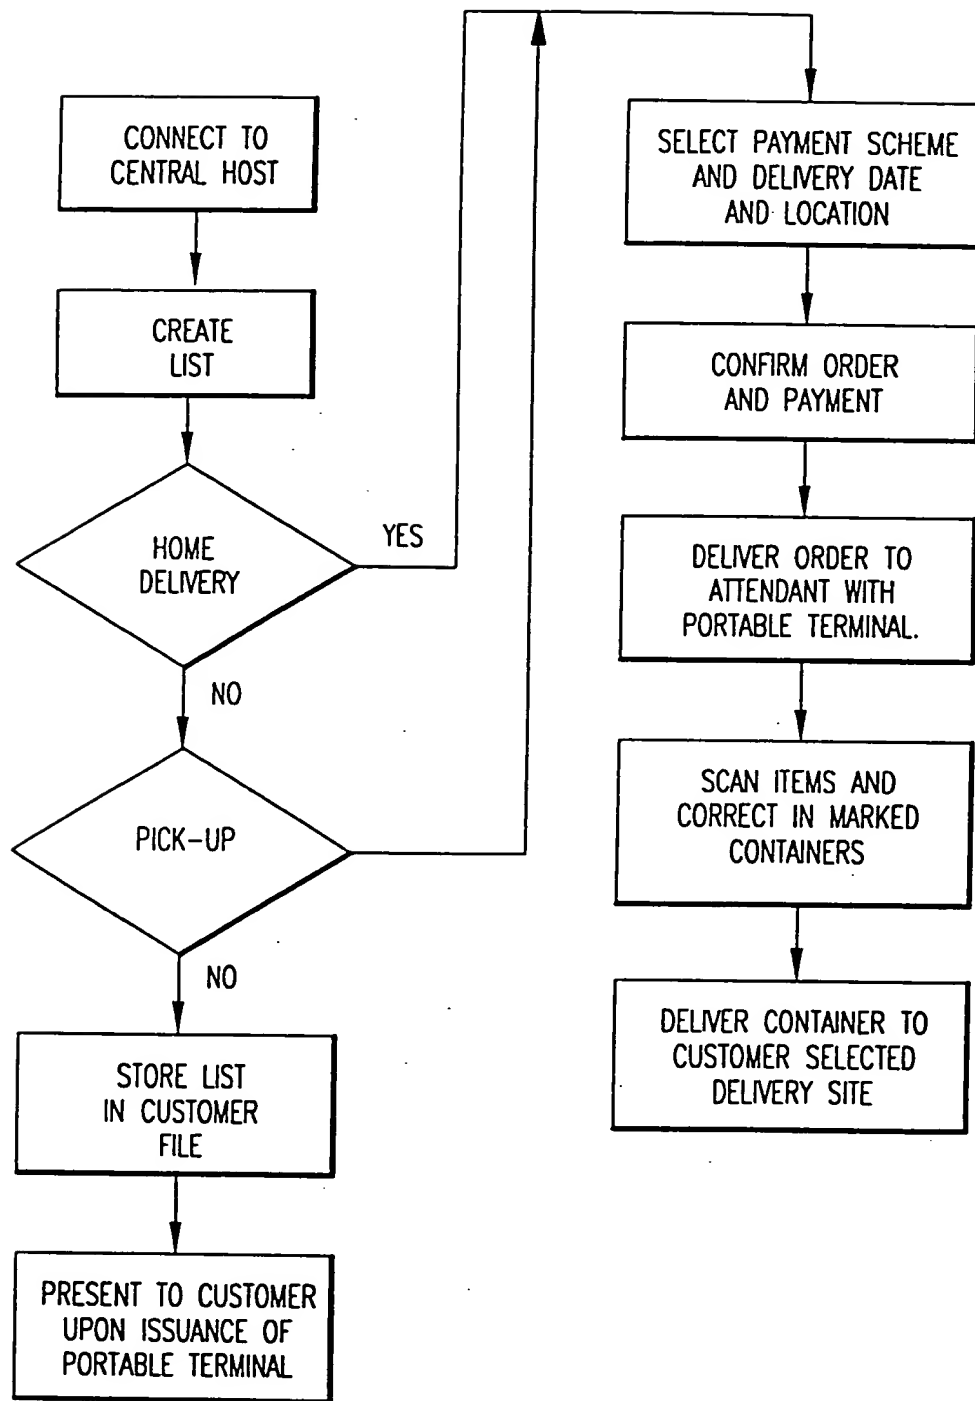 CONNECT TO
CENTRAL HOST
CREATE
LIST
HOME
DELIVERY
YES
NO
PICK-UP
NO
STORE LIST
IN CUSTOMER
FILE
PRESENT TO CUSTOMER
UPON ISSUANCE OF
PORTABLE TERMINAL
SELECT PAYMENT SCHEME
AND DELIVERY DATE
AND LOCATION
CONFIRM ORDER
AND PAYMENT
DELIVER ORDER TO
ATTENDANT WITH
PORTABLE TERMINAL.
SCAN ITEMS AND
CORRECT IN MARKED
CONTAINERS
DELIVER CONTAINER TO
CUSTOMER SELECTED
DELIVERY SITE